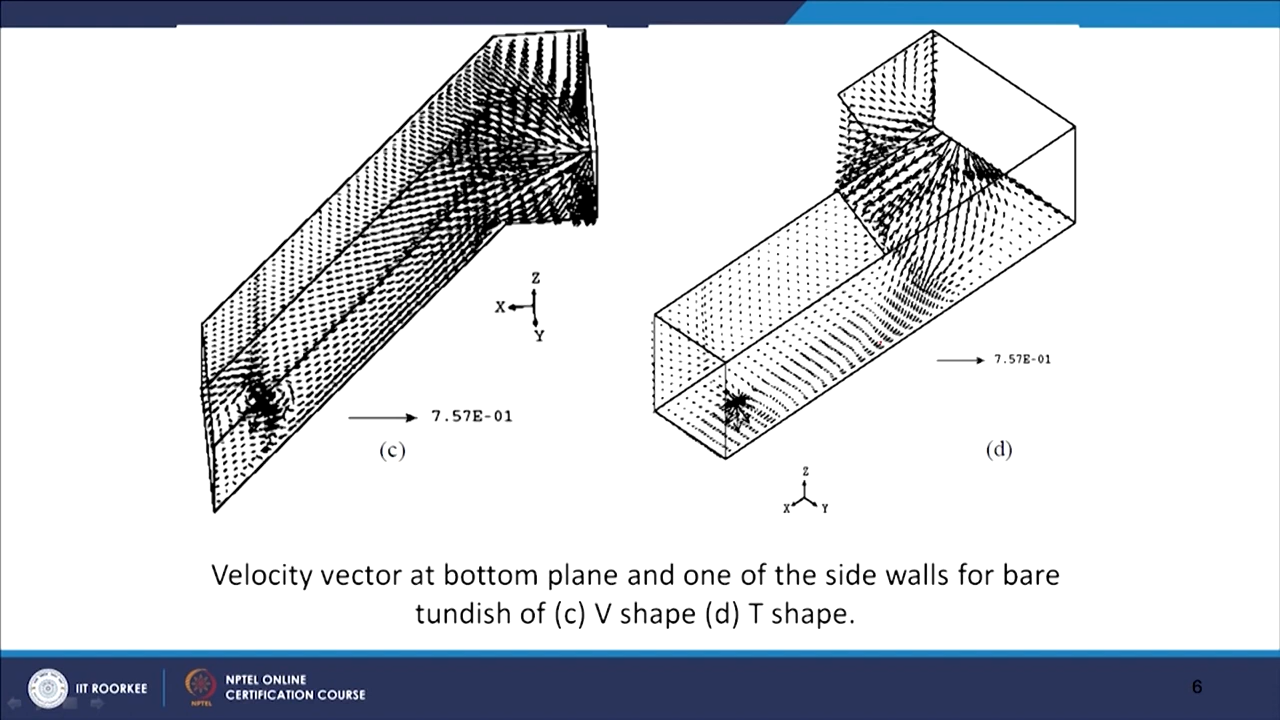 Z
X
Y
7.57E-01
(c)
7.57E-01
(d)
Z
X
Y
Velocity vector at bottom plane and one of the side walls for bare
tundish of (c) V shape (d) T shape.
IIT ROORKEE
NPTEL
NPTEL ONLINE
CERTIFICATION COURSE
6